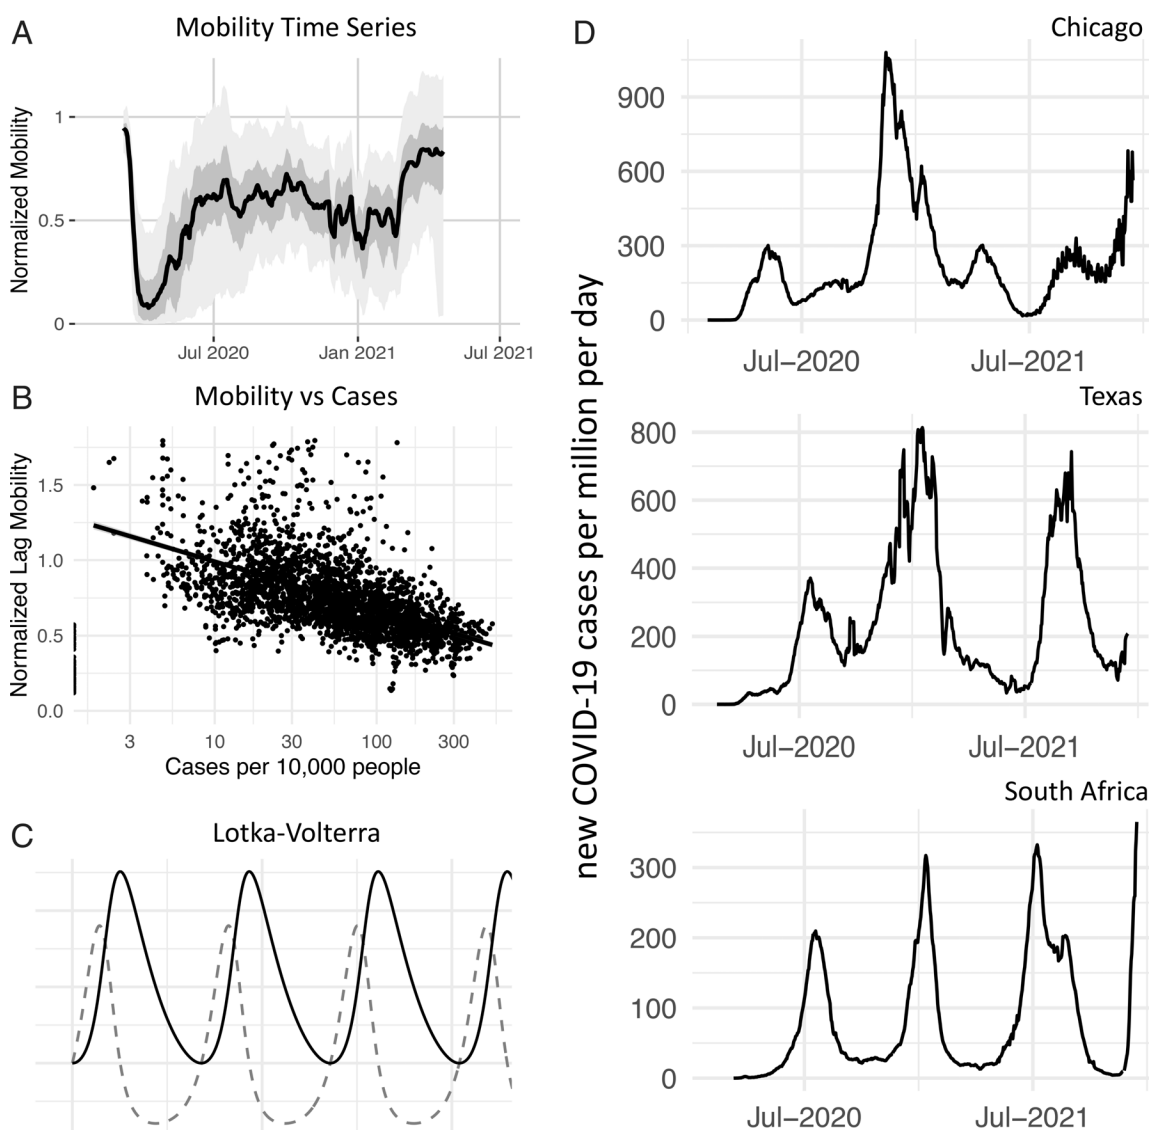 A
Mobility Time Series
Normalized Mobility
1
0.5
0
Jul 2020
Jan 2021
Jul 2021
B
Mobility vs Cases
Normalized Lag Mobility
1.5
1.0
0.5
0.0
3
10
30
100
300
Cases per 10,000 people
C
Lotka-Volterra
D
new COVID-19 cases per million per day
Chicago
900
600
300
0
Jul−2020
Jul−2021
Texas
800
600
400
200
0
Jul−2020
Jul−2021
South Africa
300
200
100
0
Jul−2020
Jul−2021